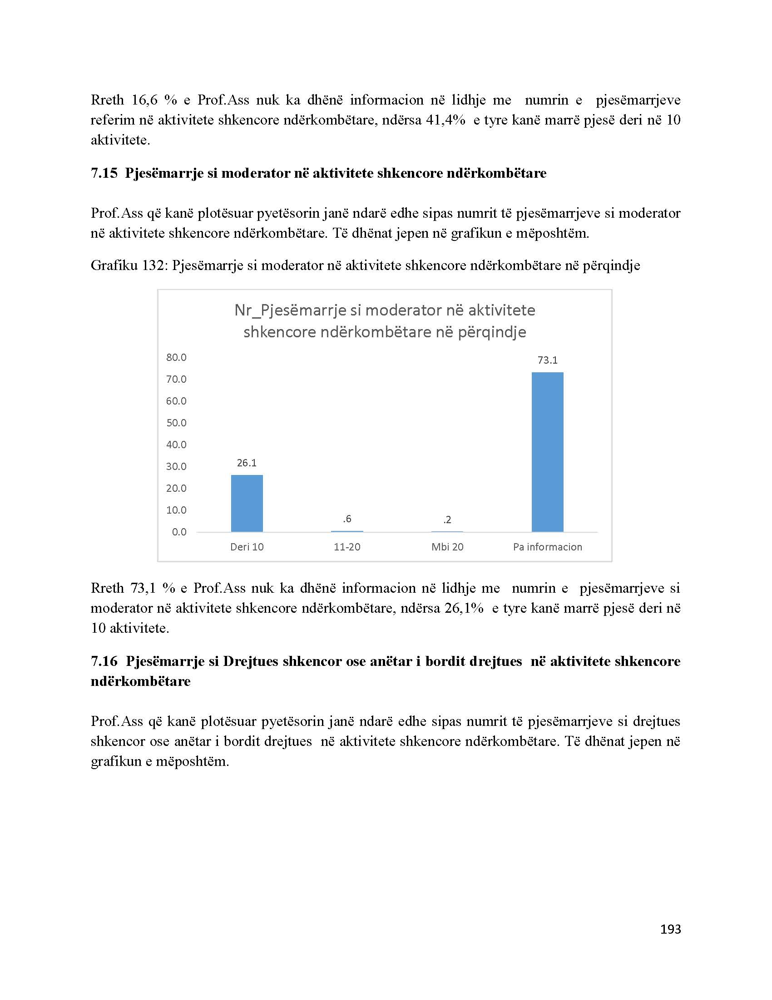 Rreth 16,6 % e Prof.Ass nuk ka dhënë informacion në lidhje me numrin e pjesëmarrjeve
referim në aktivitete shkencore ndërkombëtare, ndërsa 41,4% e tyre kanë marrë pjesë deri në 10
aktivitete.
7.15 Pjesëmarrje si moderator në aktivitete shkencore ndërkombëtare
Prof.Ass që kanë plotësuar pyetësorin janë ndarë edhe sipas numrit të pjesëmarrjeve si moderator
në aktivitete shkencore ndërkombëtare. Të dhënat jepen në grafikun e mëposhtëm.
Grafiku 132: Pjesëmarrje si moderator në aktivitete shkencore ndërkombëtare në përqindje
Nr_Pjesëmarrje si moderator në aktivitete
shkencore ndërkombëtare në përqindje
80.0
70.0
60.0
50.0
40.0
30.0
20.0
10.0
0.0
26.1
.6
.2
73.1
Deri 10
11-20
Mbi 20
Pa informacion
Rreth 73,1 % e Prof.Ass nuk ka dhënë informacion në lidhje me numrin e pjesëmarrjeve si
moderator në aktivitete shkencore ndërkombëtare, ndërsa 26,1% e tyre kanë marrë pjesë deri në
10 aktivitete.
7.16 Pjesëmarrje si Drejtues shkencor ose anëtar i bordit drejtues në aktivitete shkencore
ndërkombëtare
Prof.Ass që kanë plotësuar pyetësorin janë ndarë edhe sipas numrit të pjesëmarrjeve si drejtues
shkencor ose anëtar i bordit drejtues në aktivitete shkencore ndërkombëtare. Të dhënat jepen në
grafikun e mëposhtëm.
193